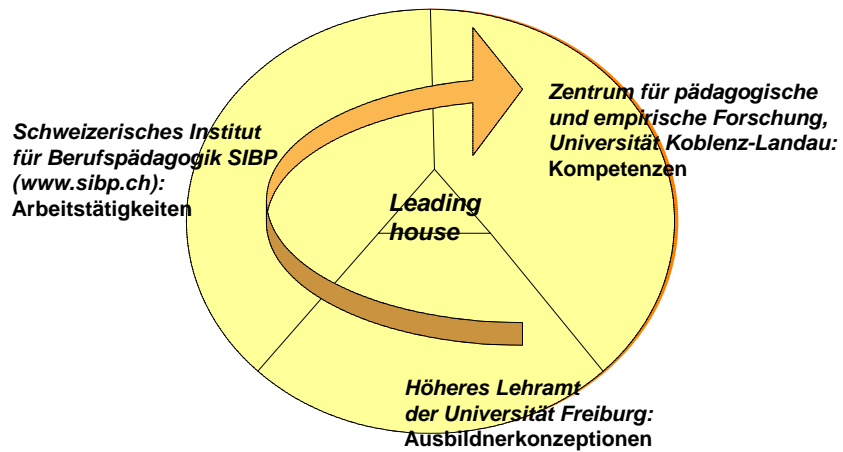 Schweizerisches Institut
für Berufspädagogik SIBP
(www.sibp.ch):
Arbeitstätigkeiten
Zentrum für pädagogische
und empirische Forschung,
Universität Koblenz-Landau:
Kompetenzen
Leading
house
Höheres Lehramt
der Universität Freiburg:
Ausbildnerkonzeptionen